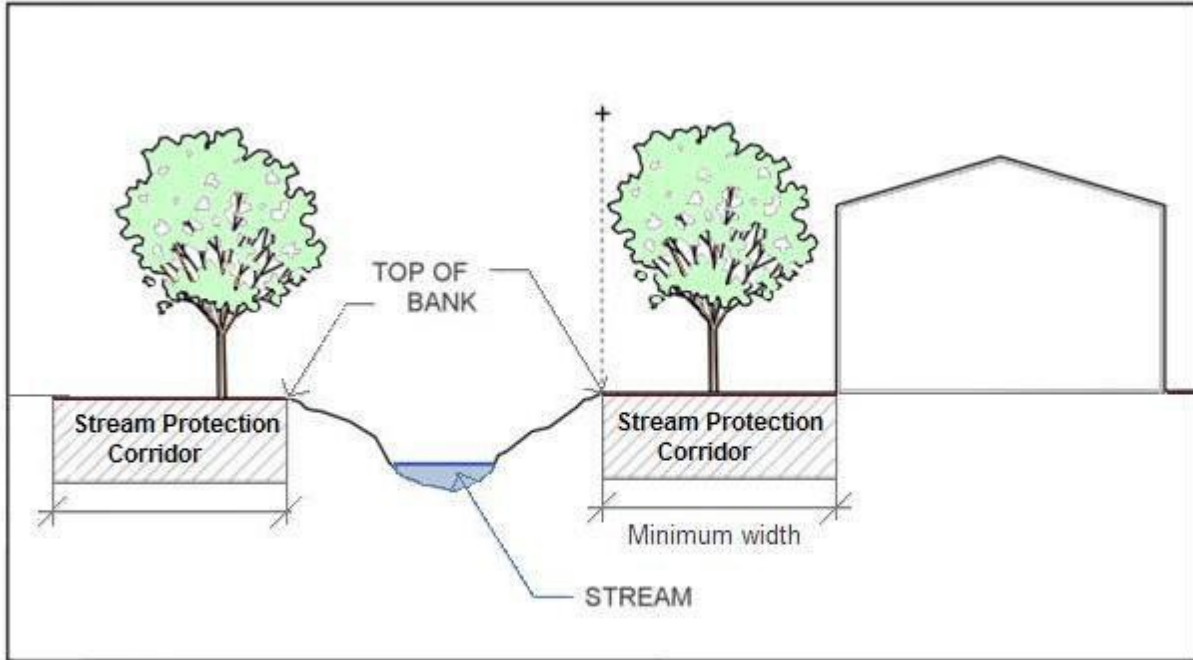 TOP OF
BANK
Stream Protection
Corridor
Stream Protection
Corridor
Minimum width
STREAM